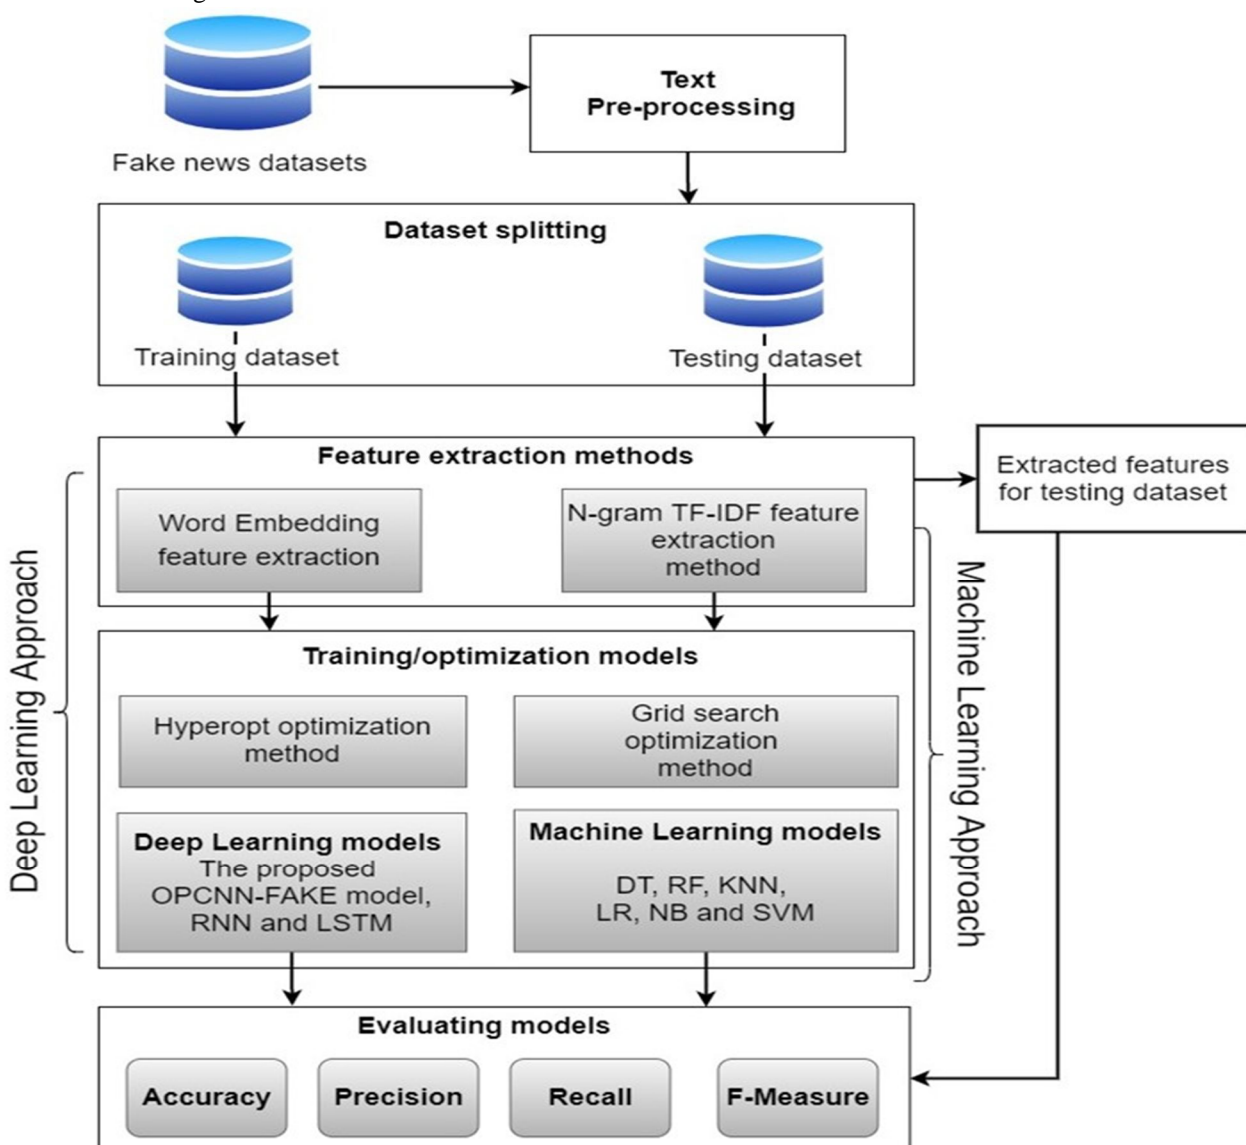 Fake news datasets
Text
Pre-processing
Dataset splitting
Training dataset
Testing dataset
Feature extraction methods
Word Embedding
feature extraction
N-gram TF-IDF feature
extraction
method
Extracted features
for testing dataset
Deep Learning Approach
Machine Learning Approach
Training/optimization models
Hyperopt optimization
method
Grid search
optimization
method
Deep Learning models
The proposed
OPCNN-FAKE model,
RNN and LSTM
Machine Learning models
DT, RF, KNN,
LR, NB and SVM
Evaluating models
Accuracy
Precision
Recall
F-Measure